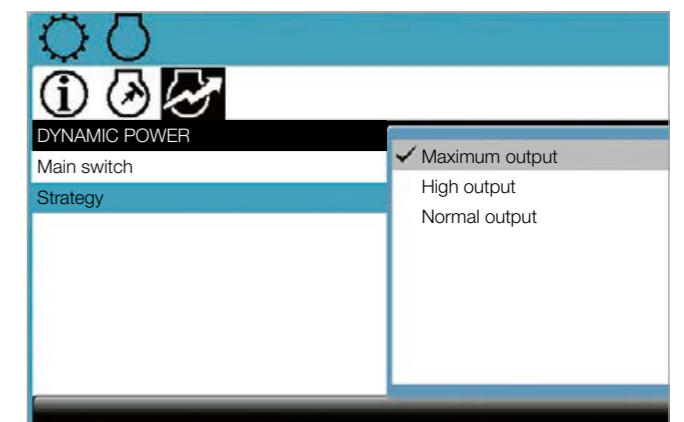 DYNAMIC POWER
Main switch
Strategy
Maximum output
High output
Normal output